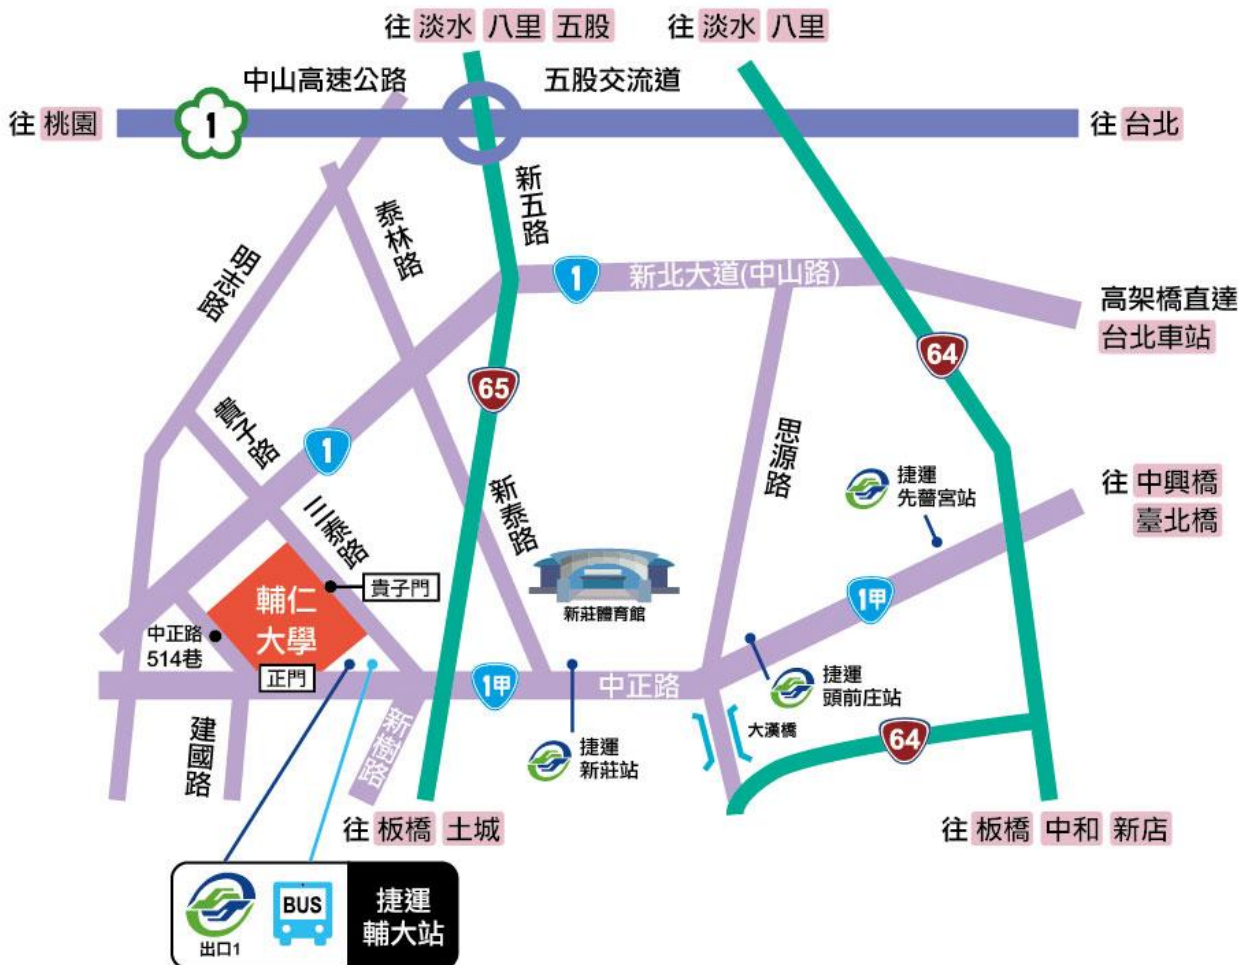 往 淡水 八里 五股
往 淡水 八里
中山高速公路
五股交流道
往 桃園
1
往 台北
新五路
泰林路
明志路
1
新北大道(中山路)
高架橋直達
台北車站
65
64
貴子路
1
三泰路
新泰路
思源路
捷運
先嗇宮站
往 中興橋
臺北橋
輔仁
大學
貴子門
新莊體育館
1甲
中正路
514巷
正門
1甲
中正路
捷運
頭前庄站
建國路
新樹路
捷運
新莊站
大漢橋
64
往 板橋 土城
往 板橋 中和 新店
出口1
BUS
捷運
輔大站